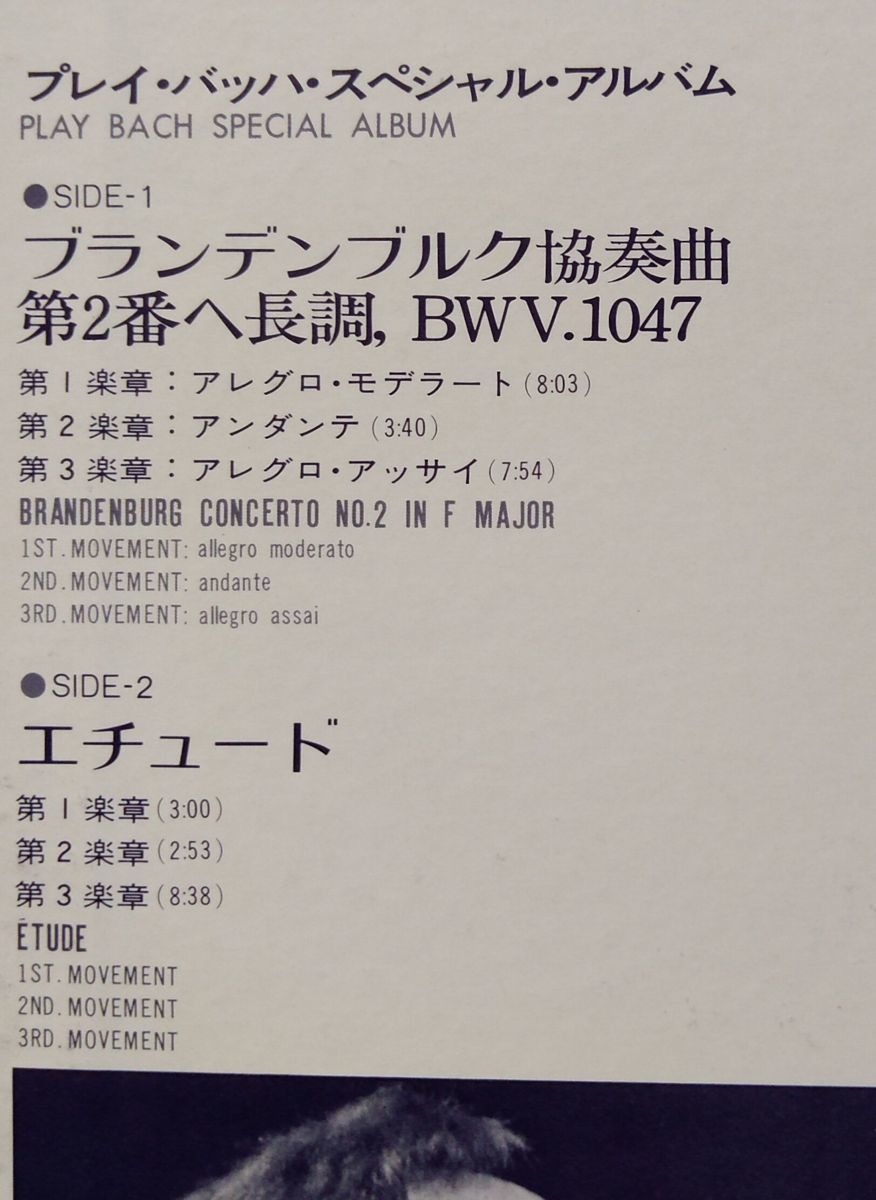 プレイ・バッハ・スペシャル・アルバム
PLAY BACH SPECIAL ALBUM
●SIDE-1
ブランデンブルク協奏曲
第2番ヘ長調, BWV.1047
第1楽章：アレグロ・モデラート(8:03)
第2楽章：アンダンテ(3:40)
第3楽章：アレグロ・アッサイ(7:54)
BRANDENBURG CONCERTO NO.2 IN F MAJOR
1ST.MOVEMENT: allegro moderato
2ND.MOVEMENT: andante
3RD.MOVEMENT: allegro assai
●SIDE-2
エチュード
第1楽章(3:00)
第2楽章(2:53)
第3楽章(8:38)
ÉTUDE
1ST.MOVEMENT
2ND.MOVEMENT
3RD.MOVEMENT